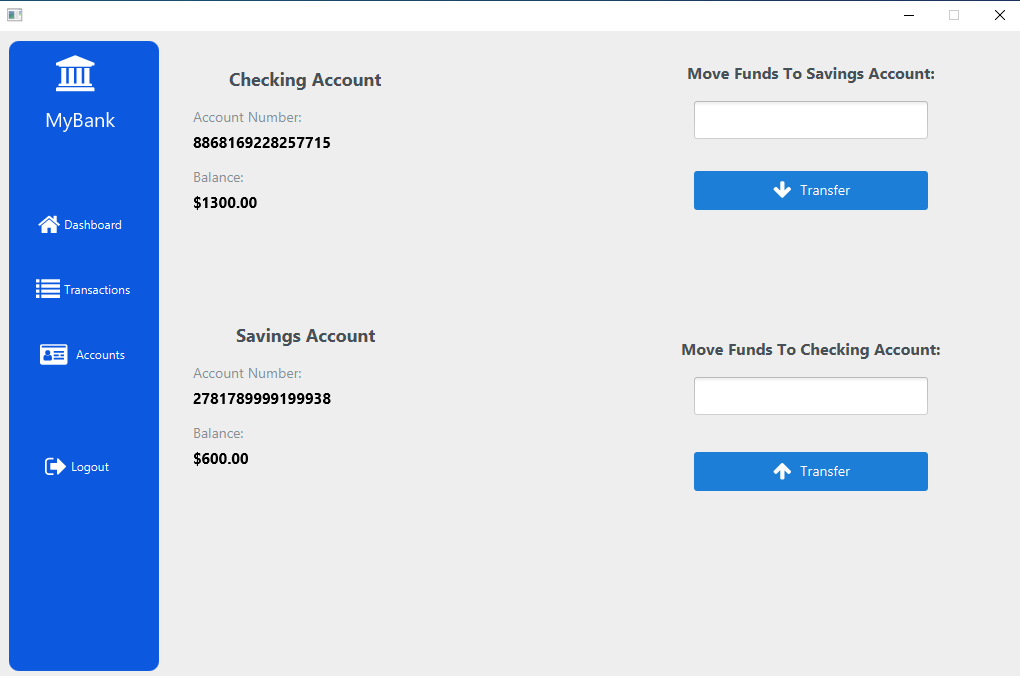 MyBank
Dashboard
Transactions
Accounts
Logout
Checking Account
Account Number:
8868169228257715
Balance:
$1300.00
Move Funds To Savings Account:
Transfer
Savings Account
Account Number:
2781789999199938
Balance:
$600.00
Move Funds To Checking Account:
Transfer